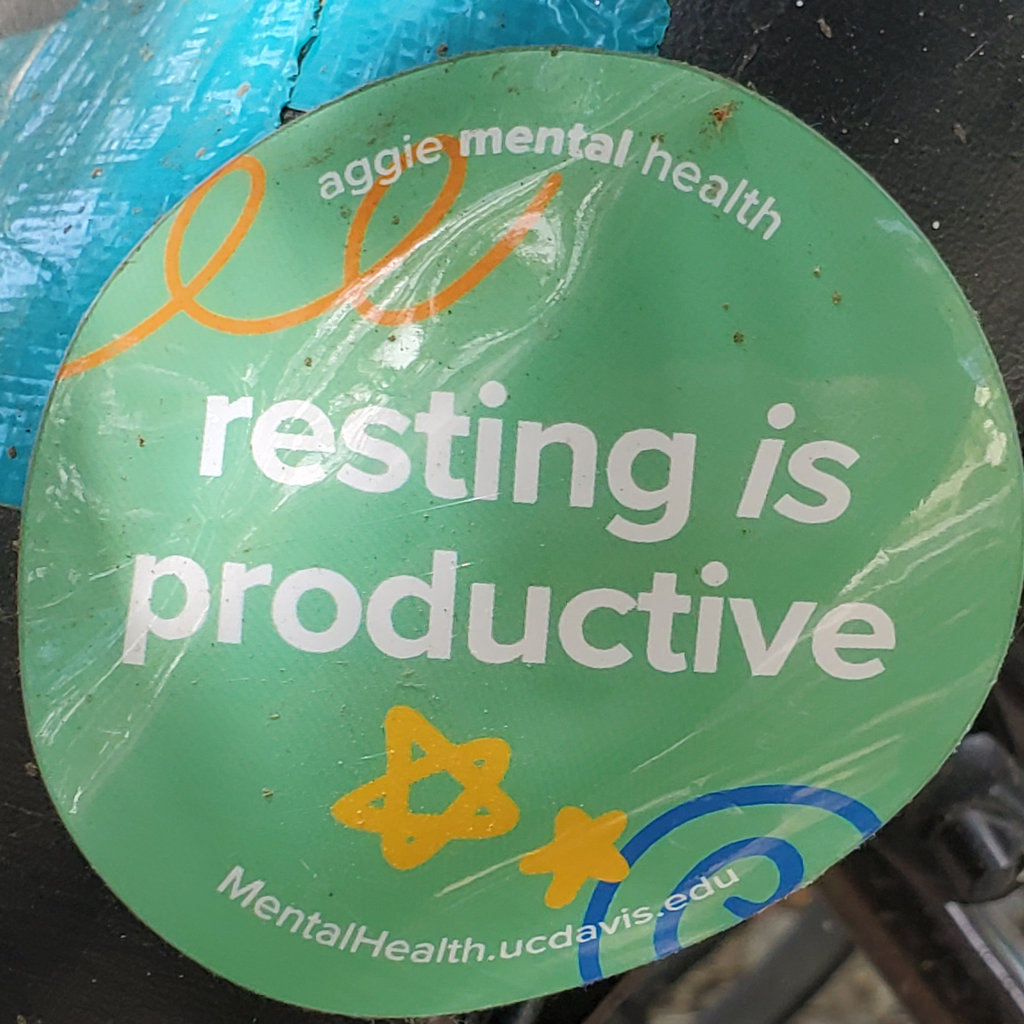 aggie mental health
resting is
productive
MentalHealth.ucdavis.edu